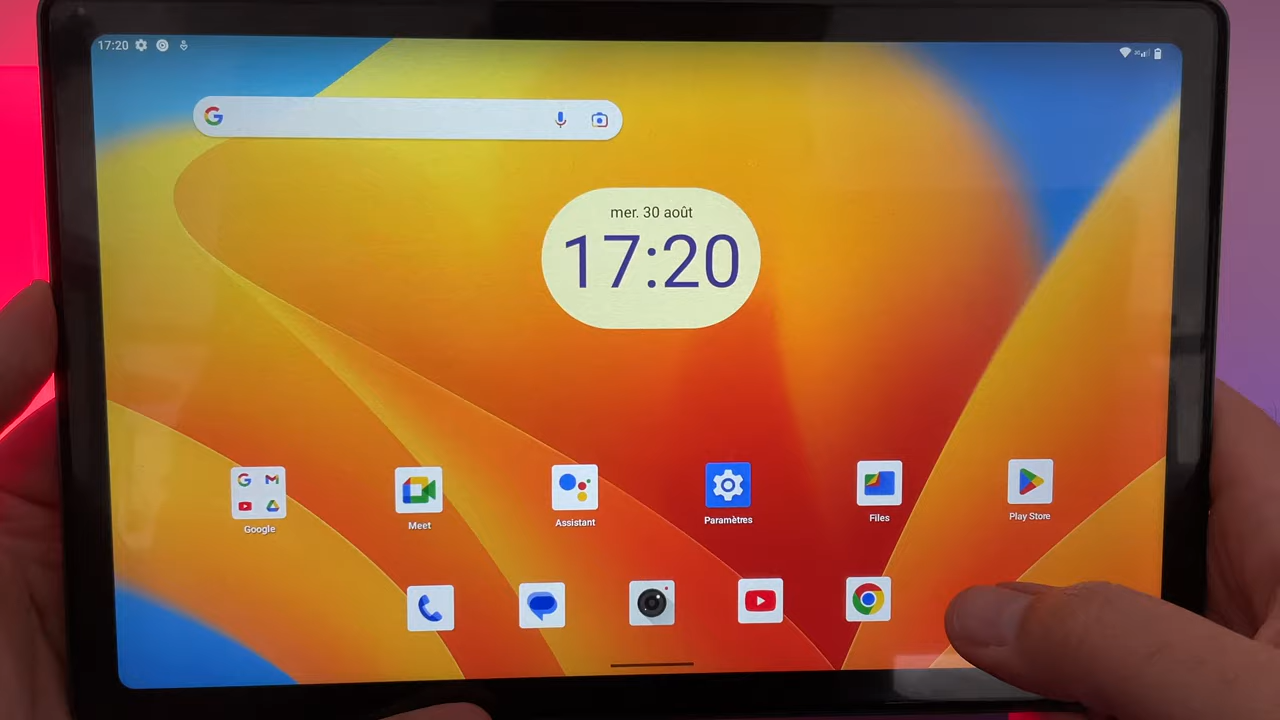 17:20
mer. 30 août
17:20
Google
Meet
Assistant
Paramètres
Files
Play Store